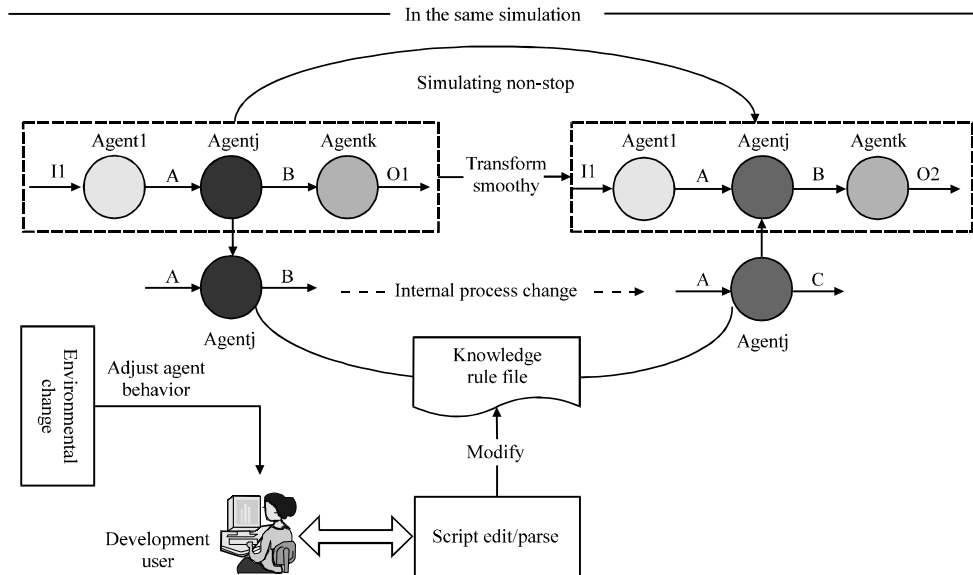 In the same simulation
Simulating non-stop
Agent1
Agentj
Agentk
I1
A
B
O1
Transform
smoothy
Agent1
Agentj
Agentk
I1
A
B
O2
A
B
Agentj
Internal process change
A
C
Agentj
Environmental
change
Adjust agent
behavior
Knowledge
rule file
Modify
Development
user
Script edit/parse